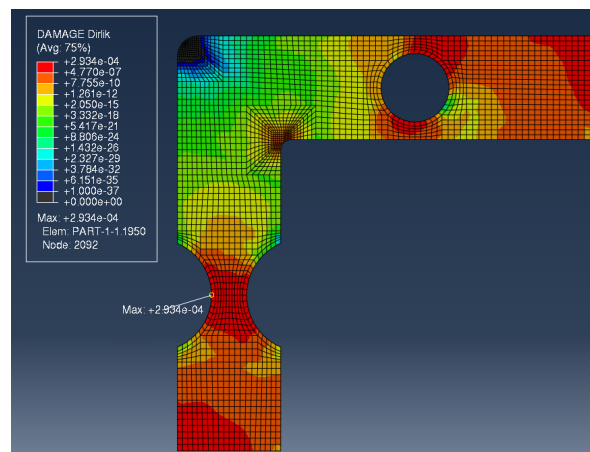 DAMAGE Dirlik
(Avg: 75%)
+2.934e-04
+4.770e-07
+7.755e-10
+1.261e-12
+2.050e-15
+3.332e-18
+5.417e-21
+8.806e-24
+1.432e-26
+2.327e-29
+3.784e-32
+6.151e-35
+1.000e-37
+0.000e+00
Max: +2.934e-04
Elem: PART-1-1.1950
Node: 2092
Max: +2.934e-04